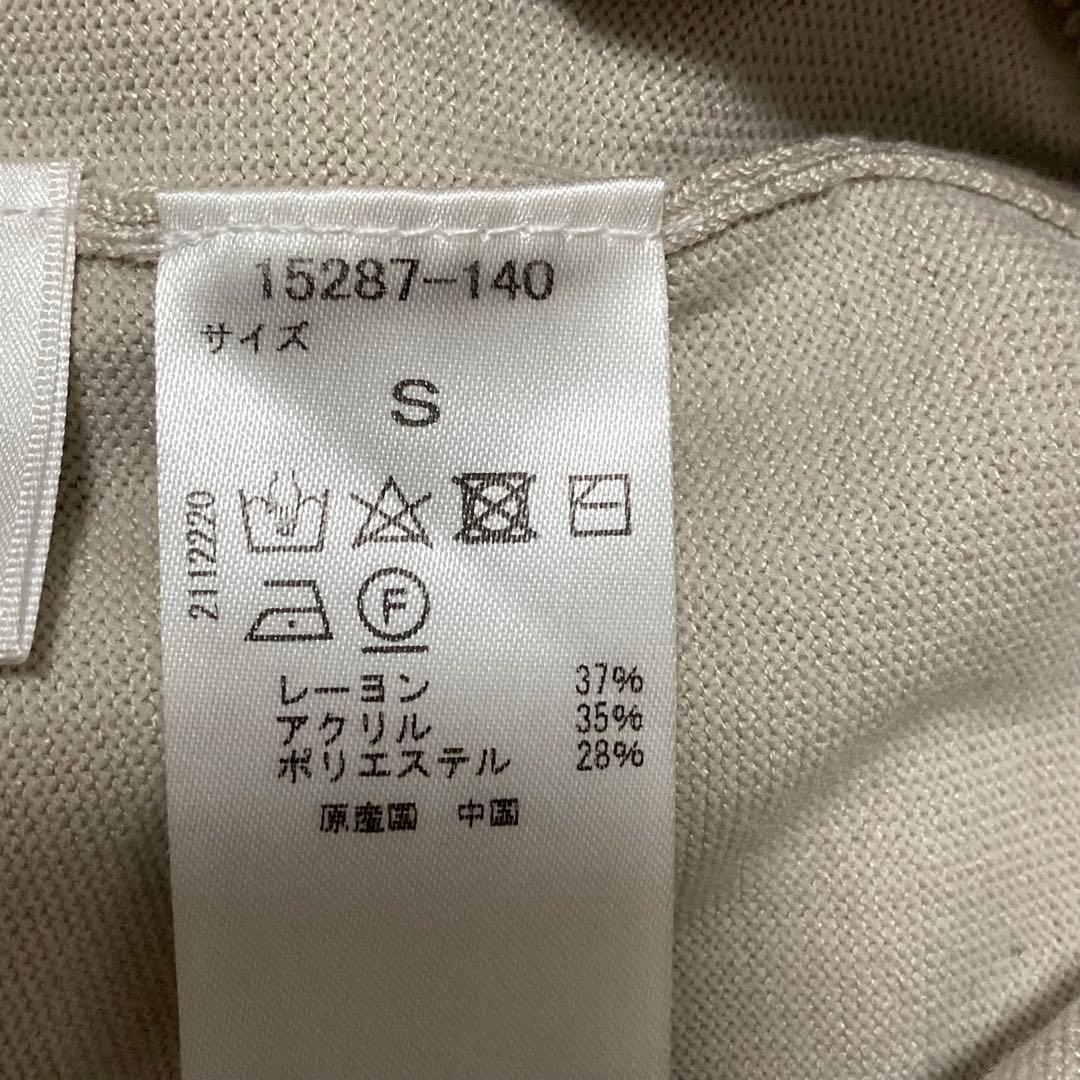 15287-140
サイズ
S
2112220
F
レーヨン 37%
アクリル 35%
ポリエステル 28%
原産国 中国